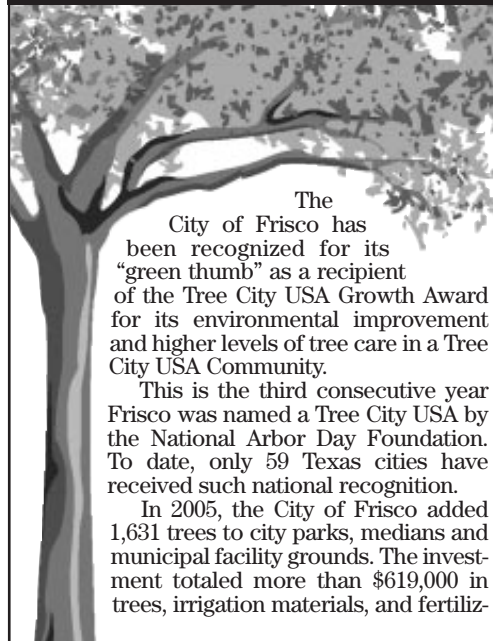 The
City of Frisco has
been recognized for its
“green thumb” as a recipient
of the Tree City USA Growth Award
for its environmental improvement
and higher levels of tree care in a Tree
City USA Community.
This is the third consecutive year
Frisco was named a Tree City USA by
the National Arbor Day Foundation.
To date, only 59 Texas cities have
received such national recognition.
In 2005, the City of Frisco added
1,631 trees to city parks, medians and
municipal facility grounds. The invest-
ment totaled more than $619,000 in
trees, irrigation materials, and fertiliz-